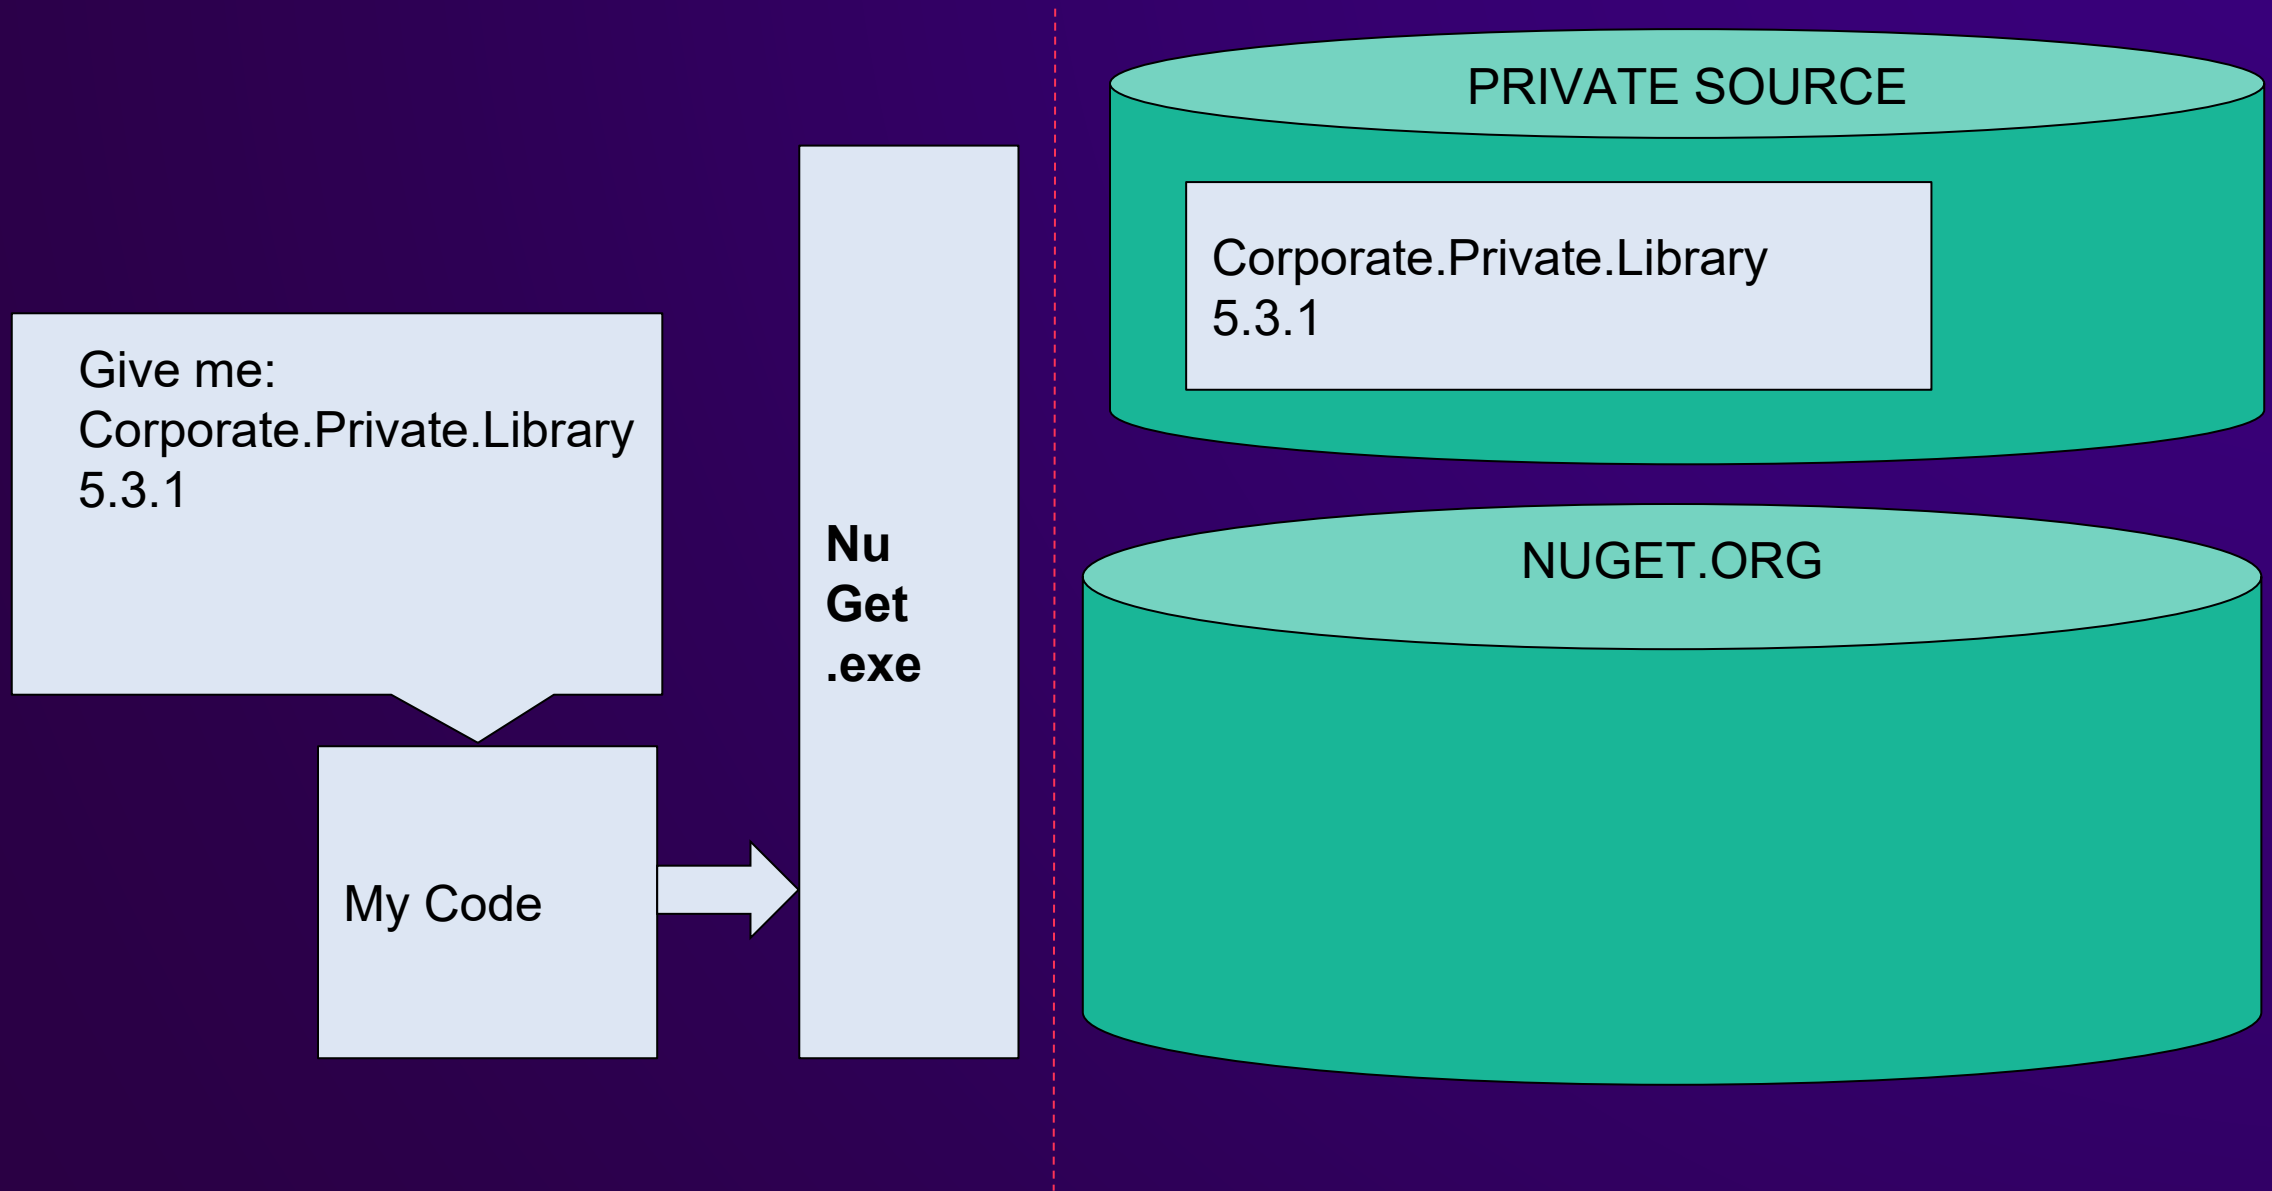 Give me:
Corporate.Private.Library
5.3.1
My Code
Nu
Get
.exe
PRIVATE SOURCE
Corporate.Private.Library
5.3.1
NUGET.ORG